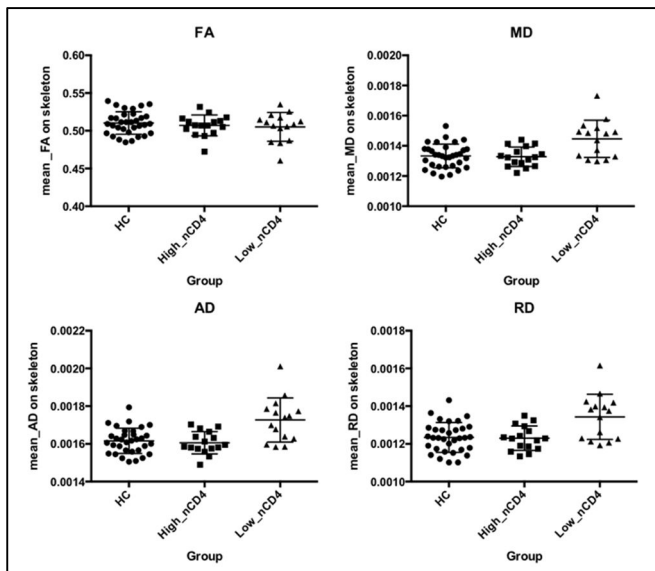 FA
mean _FA on skeleton
0.60
0.55
0.50
0.45
0.40
HC
High_nCD4
Low_nCD4
Group
MD
mean_MD on skeleton
0.0020
0.0018
0.0016
0.0014
0.0012
0.0010
HC
High_nCD4
Low_nCD4
Group
AD
mean_AD on skeleton
0.0022
0.0020
0.0018
0.0016
0.0014
HC
High_nCD4
Low_nCD4
Group
RD
mean_RD on skeleton
0.0018
0.0016
0.0014
0.0012
0.0010
HC
High_nCD4
Low_nCD4
Group